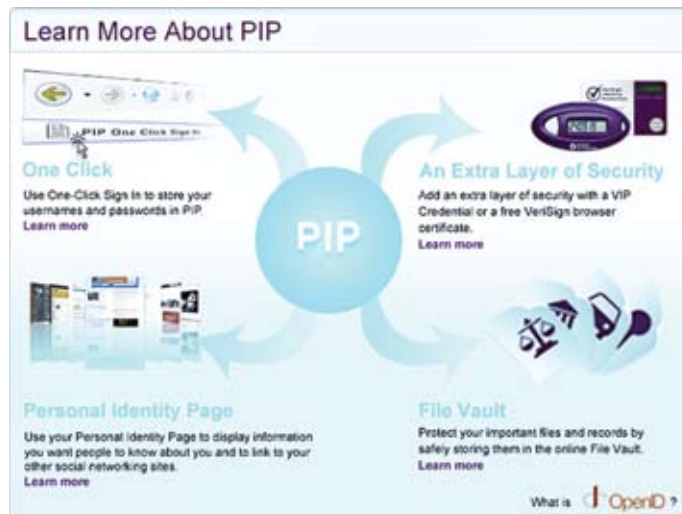 Learn More About PIP
PIP One Click Sign In
One Click
Use One-Click Sign In to store your
usernames and passwords in PIP.
Learn more
An Extra Layer of Security
Add an extra layer of security with a VIP
Credential or a free VeriSign browser
certificate.
Learn more
PIP
Personal Identity Page
Use your Personal Identity Page to display information
you want people to know about you and to link to your
other social networking sites.
Learn more
File Vault
Protect your important files and records by
safely storing them in the online File Vault.
Learn more
What is OpenID ?